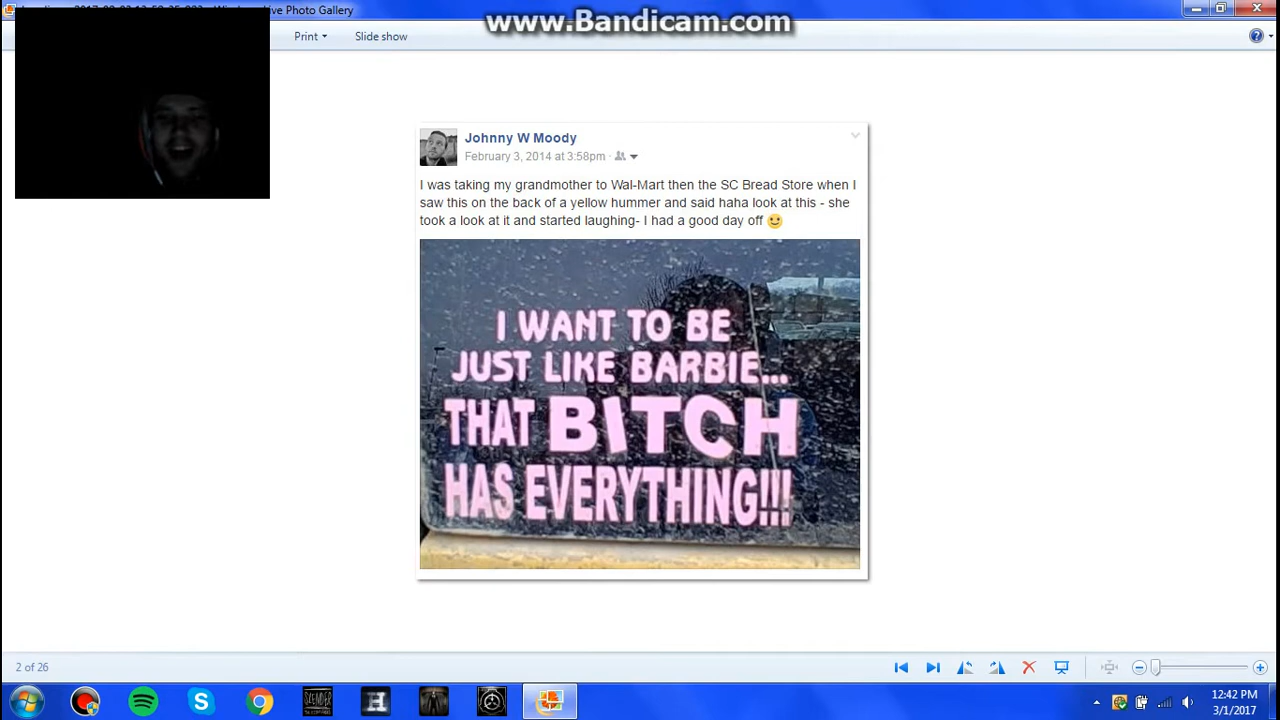 www.Bandicam.com
Live Photo Gallery
Print
Slide show
Johnny W Moody
February 3, 2014 at 3:58pm
I was taking my grandmother to Wal-Mart then the SC Bread Store when I
saw this on the back of a yellow hummer and said haha look at this - she
took a look at it and started laughing- I had a good day off
I WANT TO BE
JUST LIKE BARBIE...
THAT BITCH
HAS EVERYTHING!!!
2 of 26
12:42 PM
3/1/2017